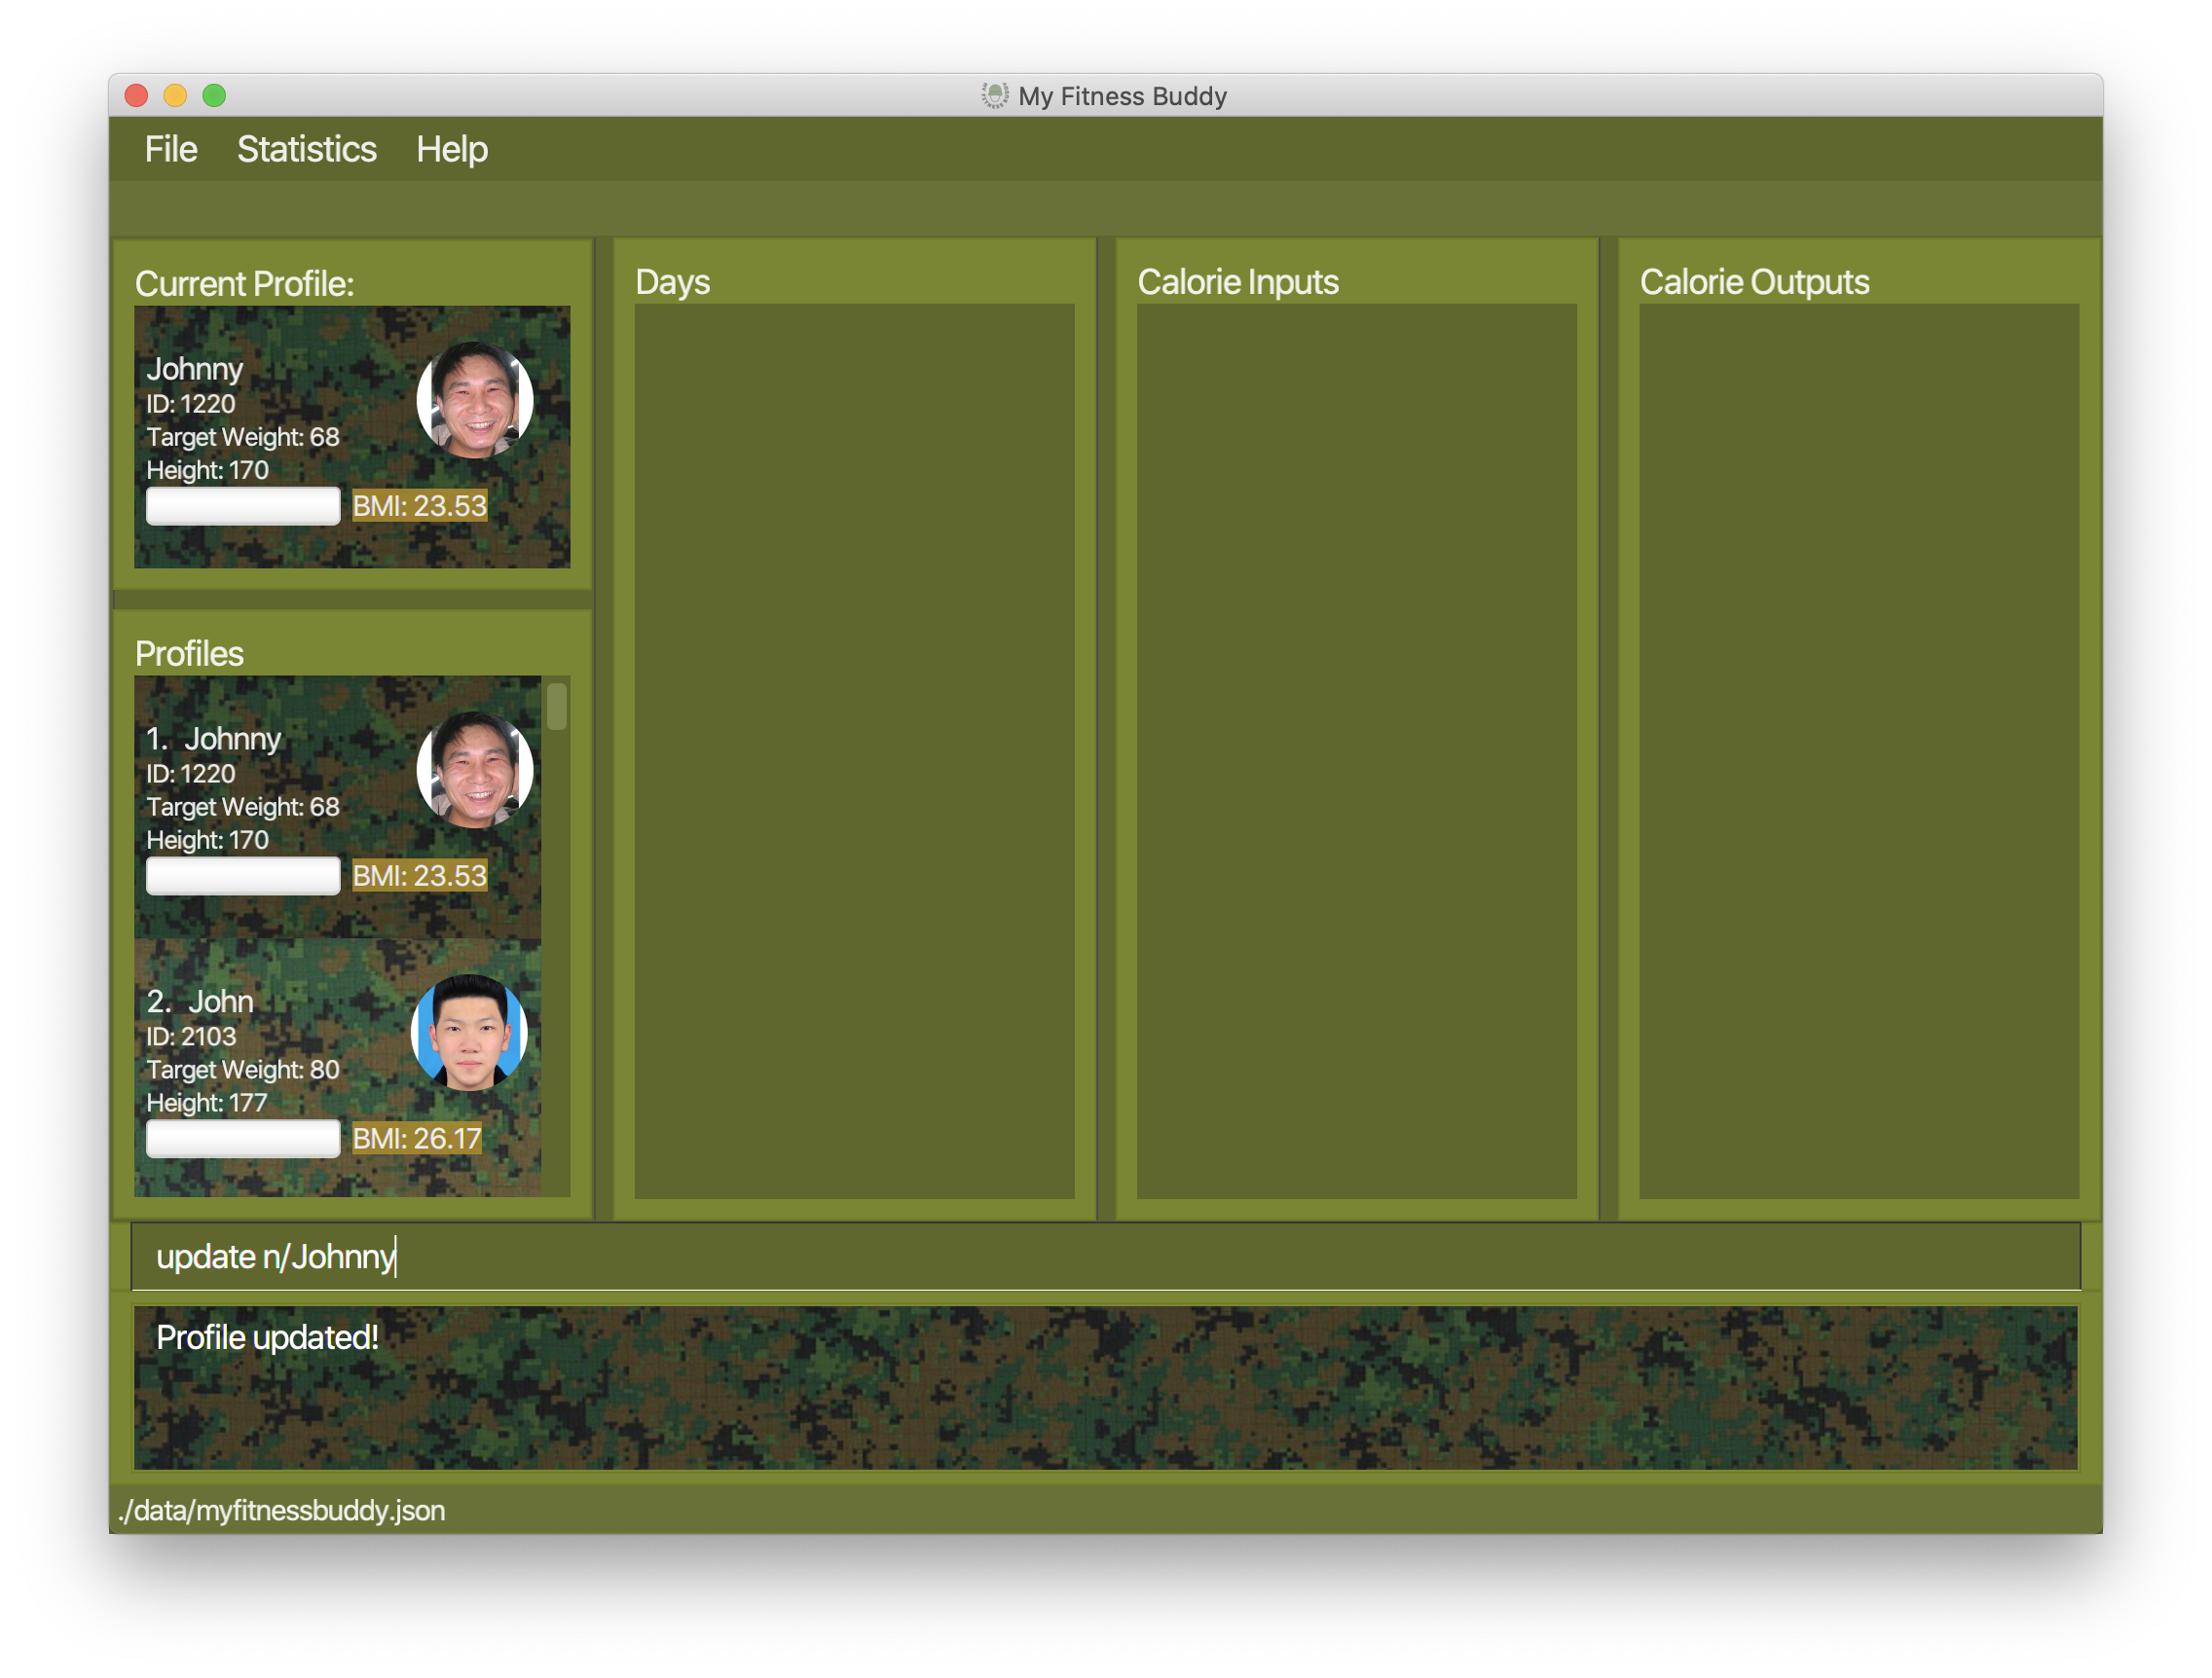 My Fitness Buddy
File Statistics Help
Current Profile:
Johnny
ID: 1220
Target Weight: 68
Height: 170
BMI: 23.53
Profiles
1. Johnny
ID: 1220
Target Weight: 68
Height: 170
BMI: 23.53
2. John
ID: 2103
Target Weight: 80
Height: 177
BMI: 26.17
Days
Calorie Inputs
Calorie Outputs
update n/Johnny
Profile updated!
./data/myfitnessbuddy.json